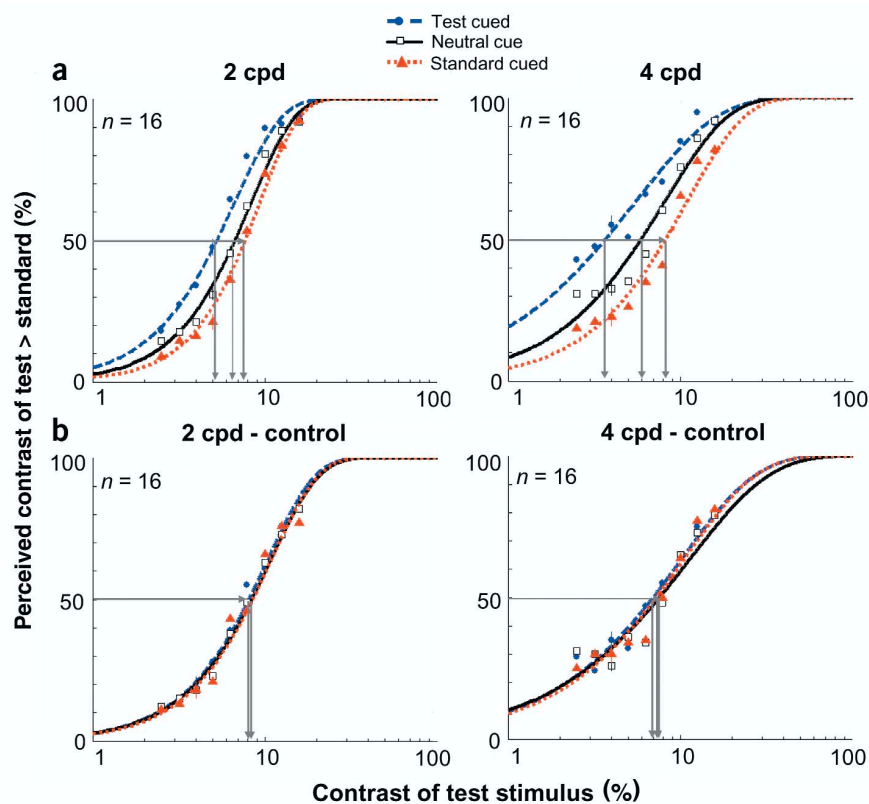 Test cued
Neutral cue
Standard cued
a
2 cpd
4 cpd
100
n = 16
50
0
1
10
100
100
n = 16
50
0
1
10
100
b
2 cpd - control
4 cpd - control
100
n = 16
50
0
1
10
100
100
n = 16
50
0
1
10
100
Perceived contrast of test > standard (%)
Contrast of test stimulus (%)